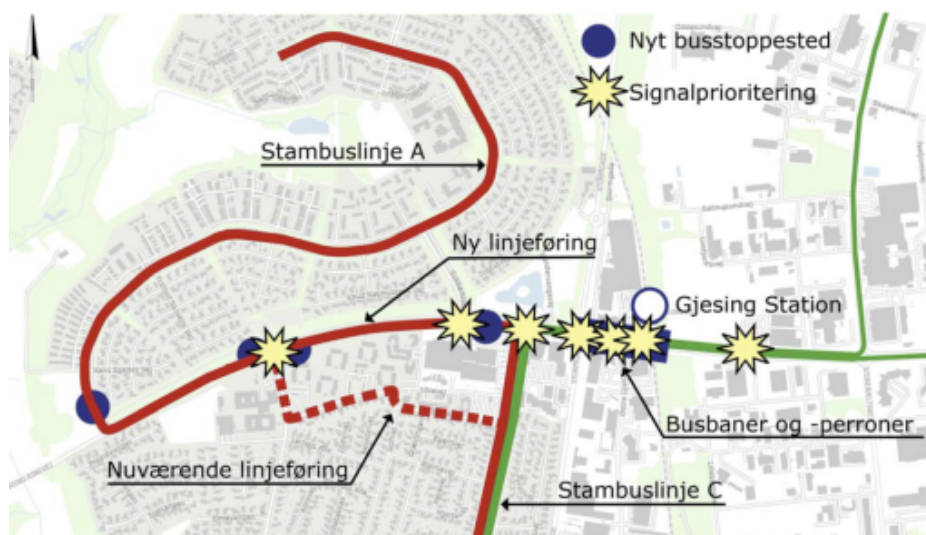 Nyt busstoppested
Signalprioritering
Stambuslinje A
Ny linjeføring
Gjesing Station
Busbaner og -perroner
Nuværende linjeføring
Stambuslinje C